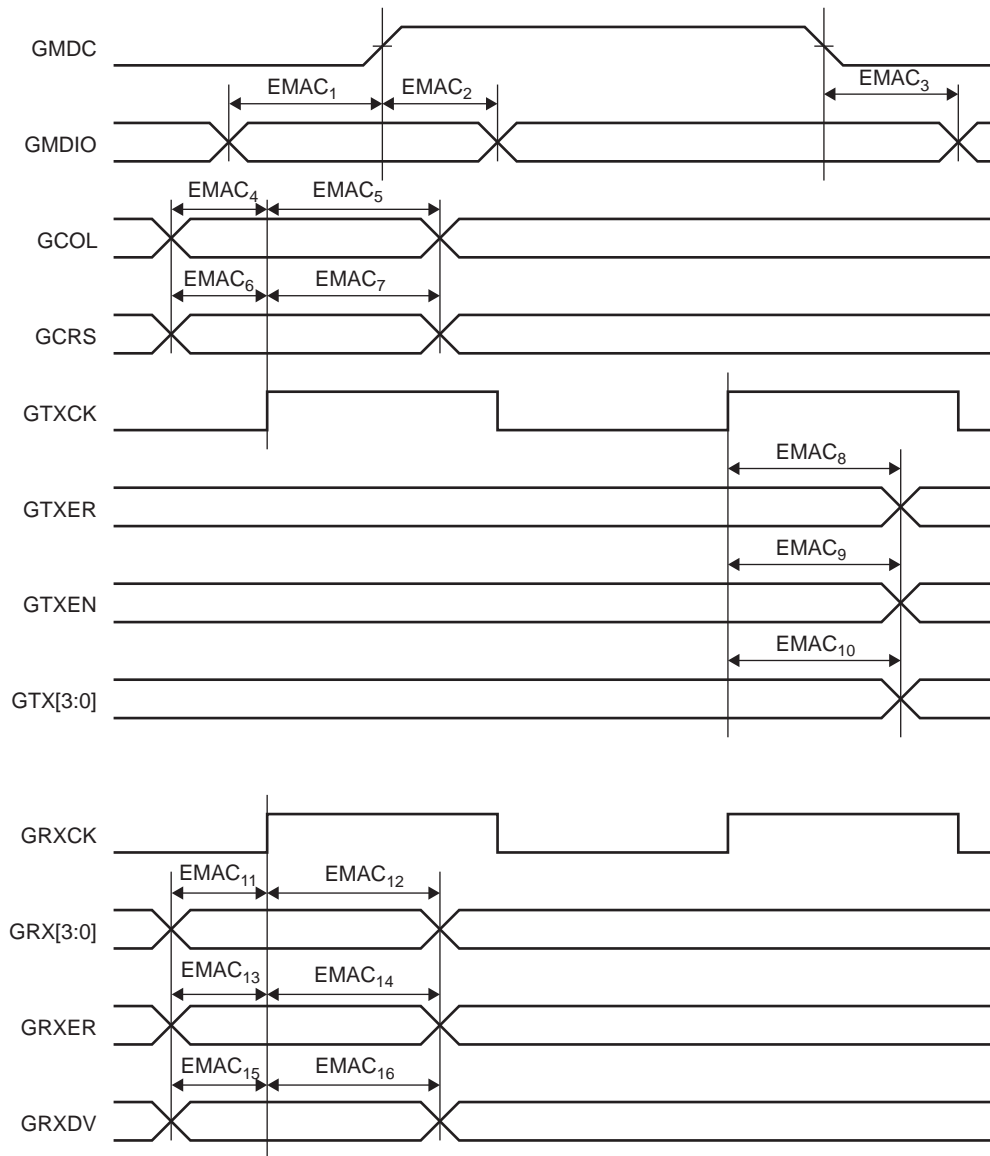 GMDC
EMAC1 EMAC2 EMAC3
GMDIO
EMAC4 EMAC5
GCOL
EMAC6 EMAC7
GCRS
GTXCK
EMAC8
GTXER
EMAC9
GTXEN
EMAC10
GTX[3:0]
GRXCK
EMAC11 EMAC12
GRX[3:0]
EMAC13 EMAC14
GRXER
EMAC15 EMAC16
GRXDV